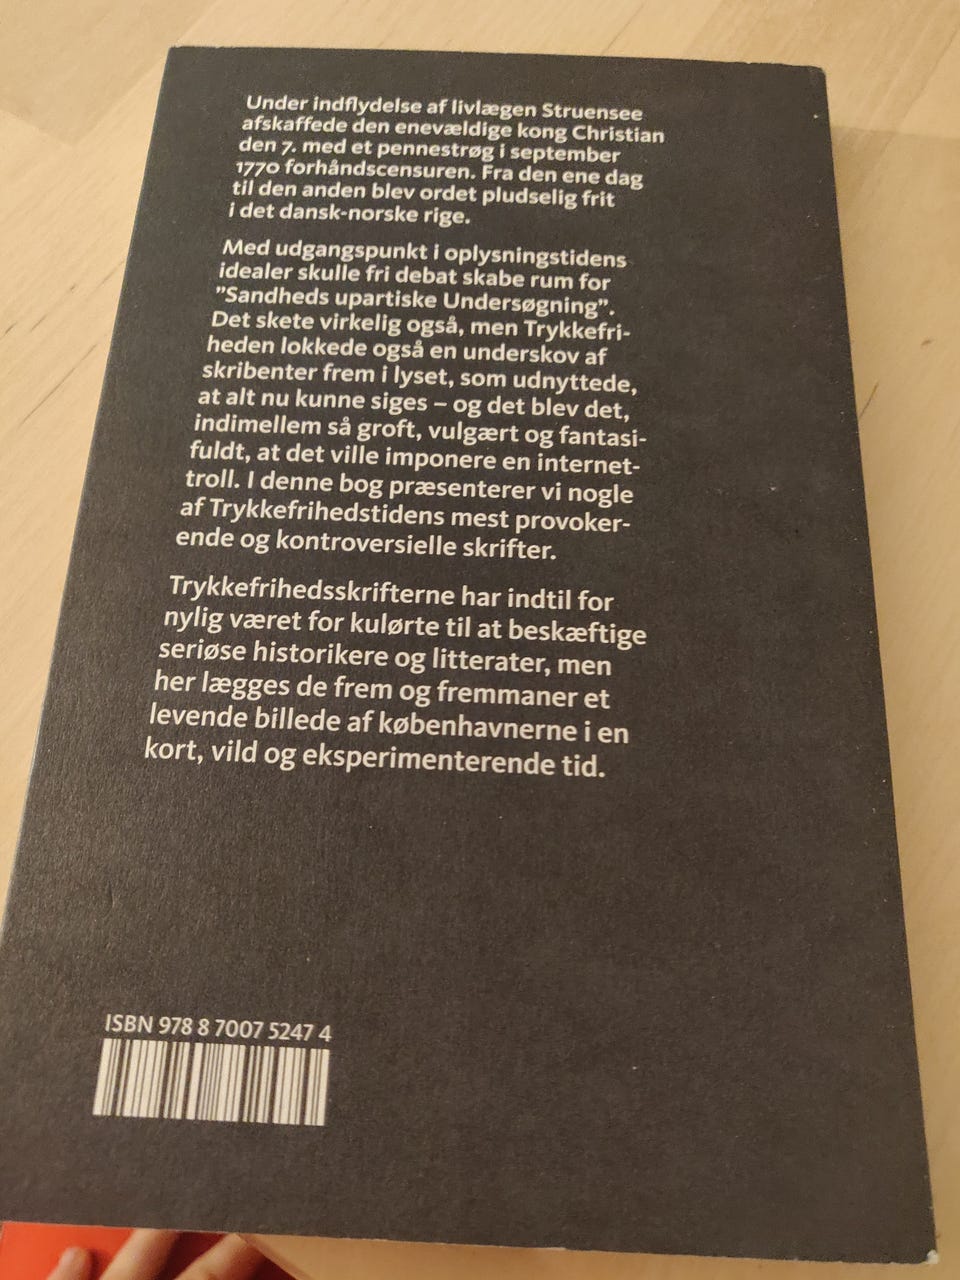 Under indflydelse af livlægen Struensee
afskaffede den enevældige kong Christian
den 7. med et pennestrøg i september
1770 forhåndscensuren. Fra den ene dag
til den anden blev ordet pludselig frit
i det dansk-norske rige.
Med udgangspunkt i oplysningstidens
idealer skulle fri debat skabe rum for
”Sandheds upartiske Undersøgning”.
Det skete virkelig også, men Trykkefri-
heden lokkede også en underskov af
skribenter frem i lyset, som udnyttede,
at alt nu kunne siges – og det blev det,
indimellem så groft, vulgært og fantasi-
fuldt, at det ville imponere en internet-
troll. I denne bog præsenterer vi nogle
af Trykkefrihedstidens mest provoker-
ende og kontroversielle skrifter.
Trykkefrihedsskrifterne har indtil for
nylig været for kulørte til at beskæftige
seriøse historikere og litterater, men
her lægges de frem og fremmaner et
levende billede af københavnerne i en
kort, vild og eksperimenterende tid.
ISBN 978 8 7007 5247 4